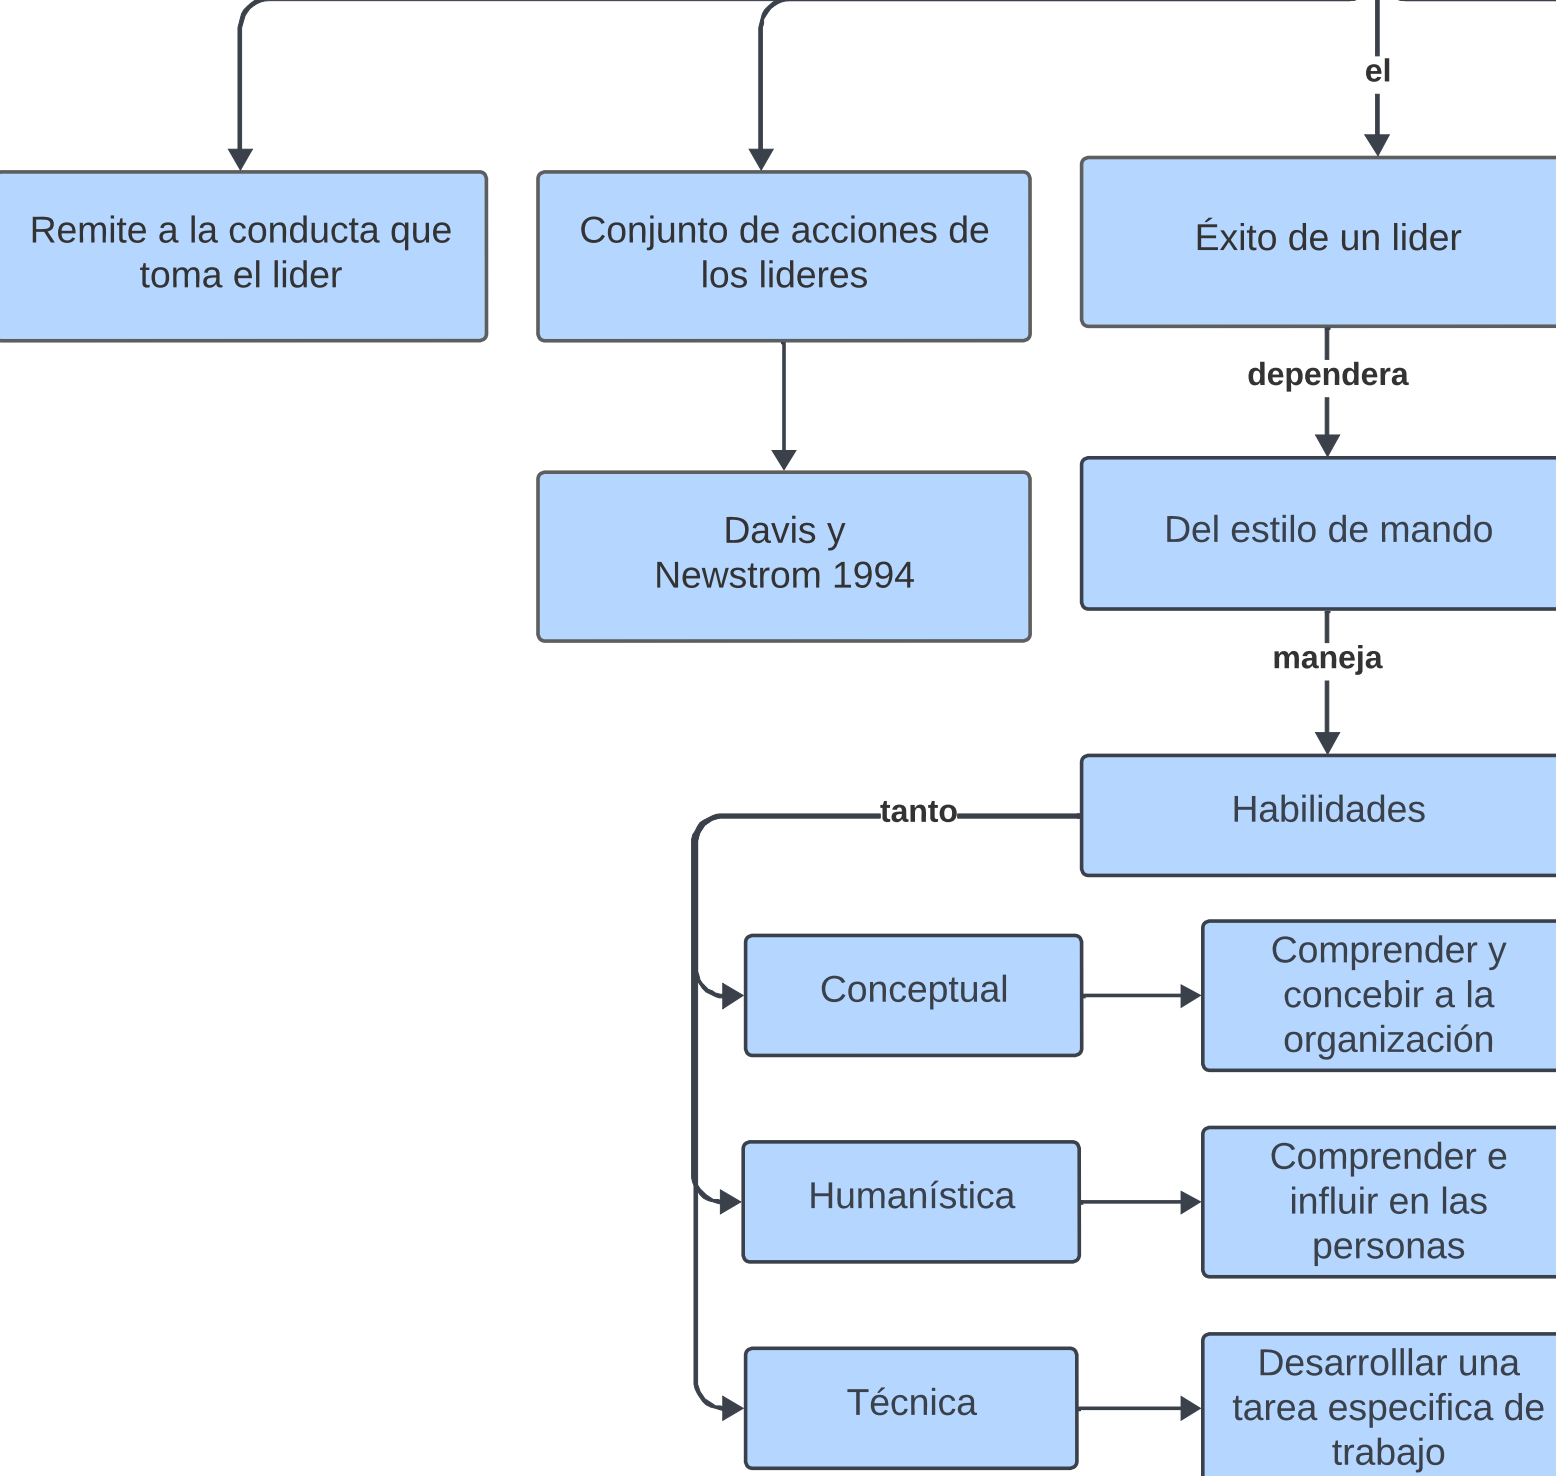 el
Remite a la conducta que
toma el lider
Conjunto de acciones de
los lideres
Éxito de un lider
dependera
Davis y
Newstrom 1994
Del estilo de mando
maneja
Habilidades
tanto
Conceptual
Comprender y
concebir a la
organización
Humanística
Comprender e
influir en las
personas
Técnica
Desarrolllar una
tarea especifica de
trabajo